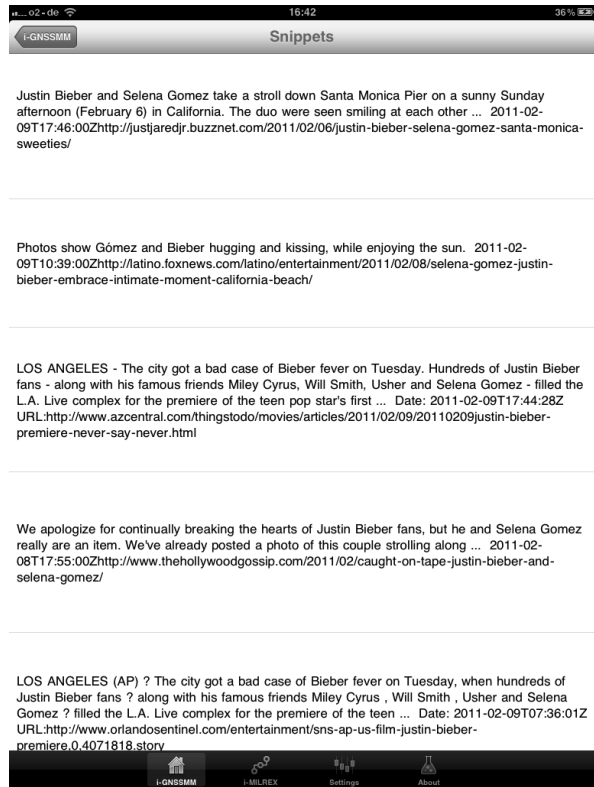 o2-de 16:42 36%
i-GNSSMM Snippets
Justin Bieber and Selena Gomez take a stroll down Santa Monica Pier on a sunny Sunday
afternoon (February 6) in California. The duo were seen smiling at each other ... 2011-02-
09T17:46:00Zhttp://justjaredjr.buzznet.com/2011/02/06/justin-bieber-selena-gomez-santa-monica-
sweeties/
Photos show Gómez and Bieber hugging and kissing, while enjoying the sun. 2011-02-
09T10:39:00Zhttp://latino.foxnews.com/latino/entertainment/2011/02/08/selena-gomez-justin-
bieber-embrace-intimate-moment-california-beach/
LOS ANGELES - The city got a bad case of Bieber fever on Tuesday. Hundreds of Justin Bieber
fans - along with his famous friends Miley Cyrus, Will Smith, Usher and Selena Gomez - filled the
L.A. Live complex for the premiere of the teen pop star's first ... Date: 2011-02-09T17:44:28Z
URL:http://www.azcentral.com/thingstodo/movies/articles/2011/02/09/20110209justin-bieber-
premiere-never-say-never.html
We apologize for continually breaking the hearts of Justin Bieber fans, but he and Selena Gomez
really are an item. We've already posted a photo of this couple strolling along ... 2011-02-
08T17:55:00Zhttp://www.thehollywoodgossip.com/2011/02/caught-on-tape-justin-bieber-and-
selena-gomez/
LOS ANGELES (AP) ? The city got a bad case of Bieber fever on Tuesday, when hundreds of
Justin Bieber fans ? along with his famous friends Miley Cyrus , Will Smith , Usher and Selena
Gomez ? filled the L.A. Live complex for the premiere of the teen ... Date: 2011-02-09T07:36:01Z
URL:http://www.orlandosentinel.com/entertainment/sns-ap-us-film-justin-bieber-
premiere,0,4071818.story
i-GNSSMM i-MILREX Settings About